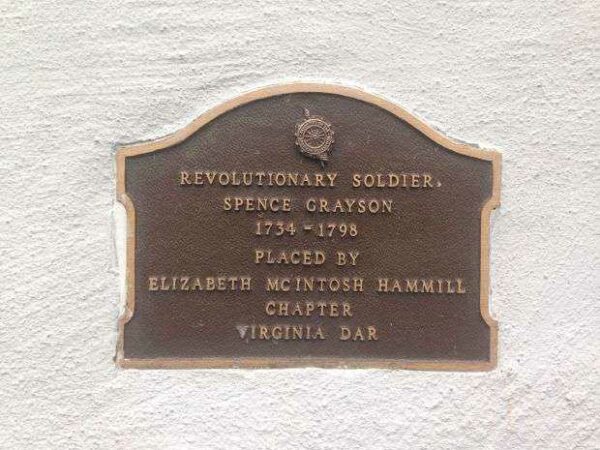 REVOLUTIONARY SOLDIER,
SPENCE GRAYSON
1734 - 1798
PLACED BY
ELIZABETH MCINTOSH HAMMILL
CHAPTER
VIRGINIA DAR